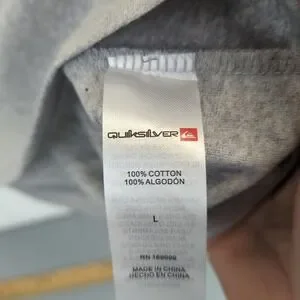 QUIKSILVER
100% COTTON
100% ALGODÓN
L
MADE IN CHINA
HECHO EN CHINA